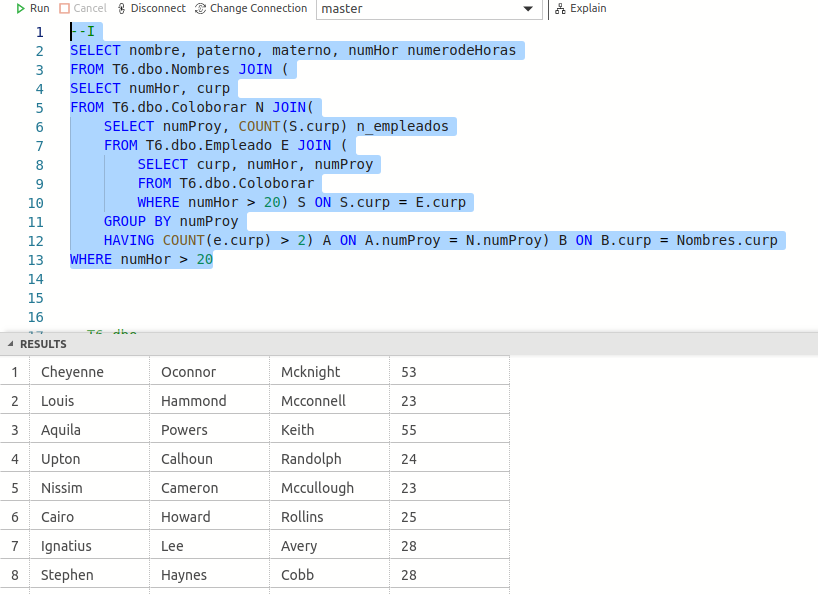 Run Cancel Disconnect Change Connection master Explain
1 --I
2 SELECT nombre, paterno, materno, numHor numerodeHoras
3 FROM T6.dbo.Nombres JOIN (
4 SELECT numHor, curp
5 FROM T6.dbo.Coloborar N JOIN(
6 SELECT numProy, COUNT(S.curp) n_empleados
7 FROM T6.dbo.Empleado E JOIN (
8 SELECT curp, numHor, numProy
9 FROM T6.dbo.Coloborar
10 WHERE numHor > 20) S ON S.curp = E.curp
11 GROUP BY numProy
12 HAVING COUNT(e.curp) > 2) A ON A.numProy = N.numProy) B ON B.curp = Nombres.curp
13 WHERE numHor > 20
14
15
16
RESULTS
1 Cheyenne Oconnor Mcknight 53
2 Louis Hammond Mcconnell 23
3 Aquila Powers Keith 55
4 Upton Calhoun Randolph 24
5 Nissim Cameron Mccullough 23
6 Cairo Howard Rollins 25
7 Ignatius Lee Avery 28
8 Stephen Haynes Cobb 28